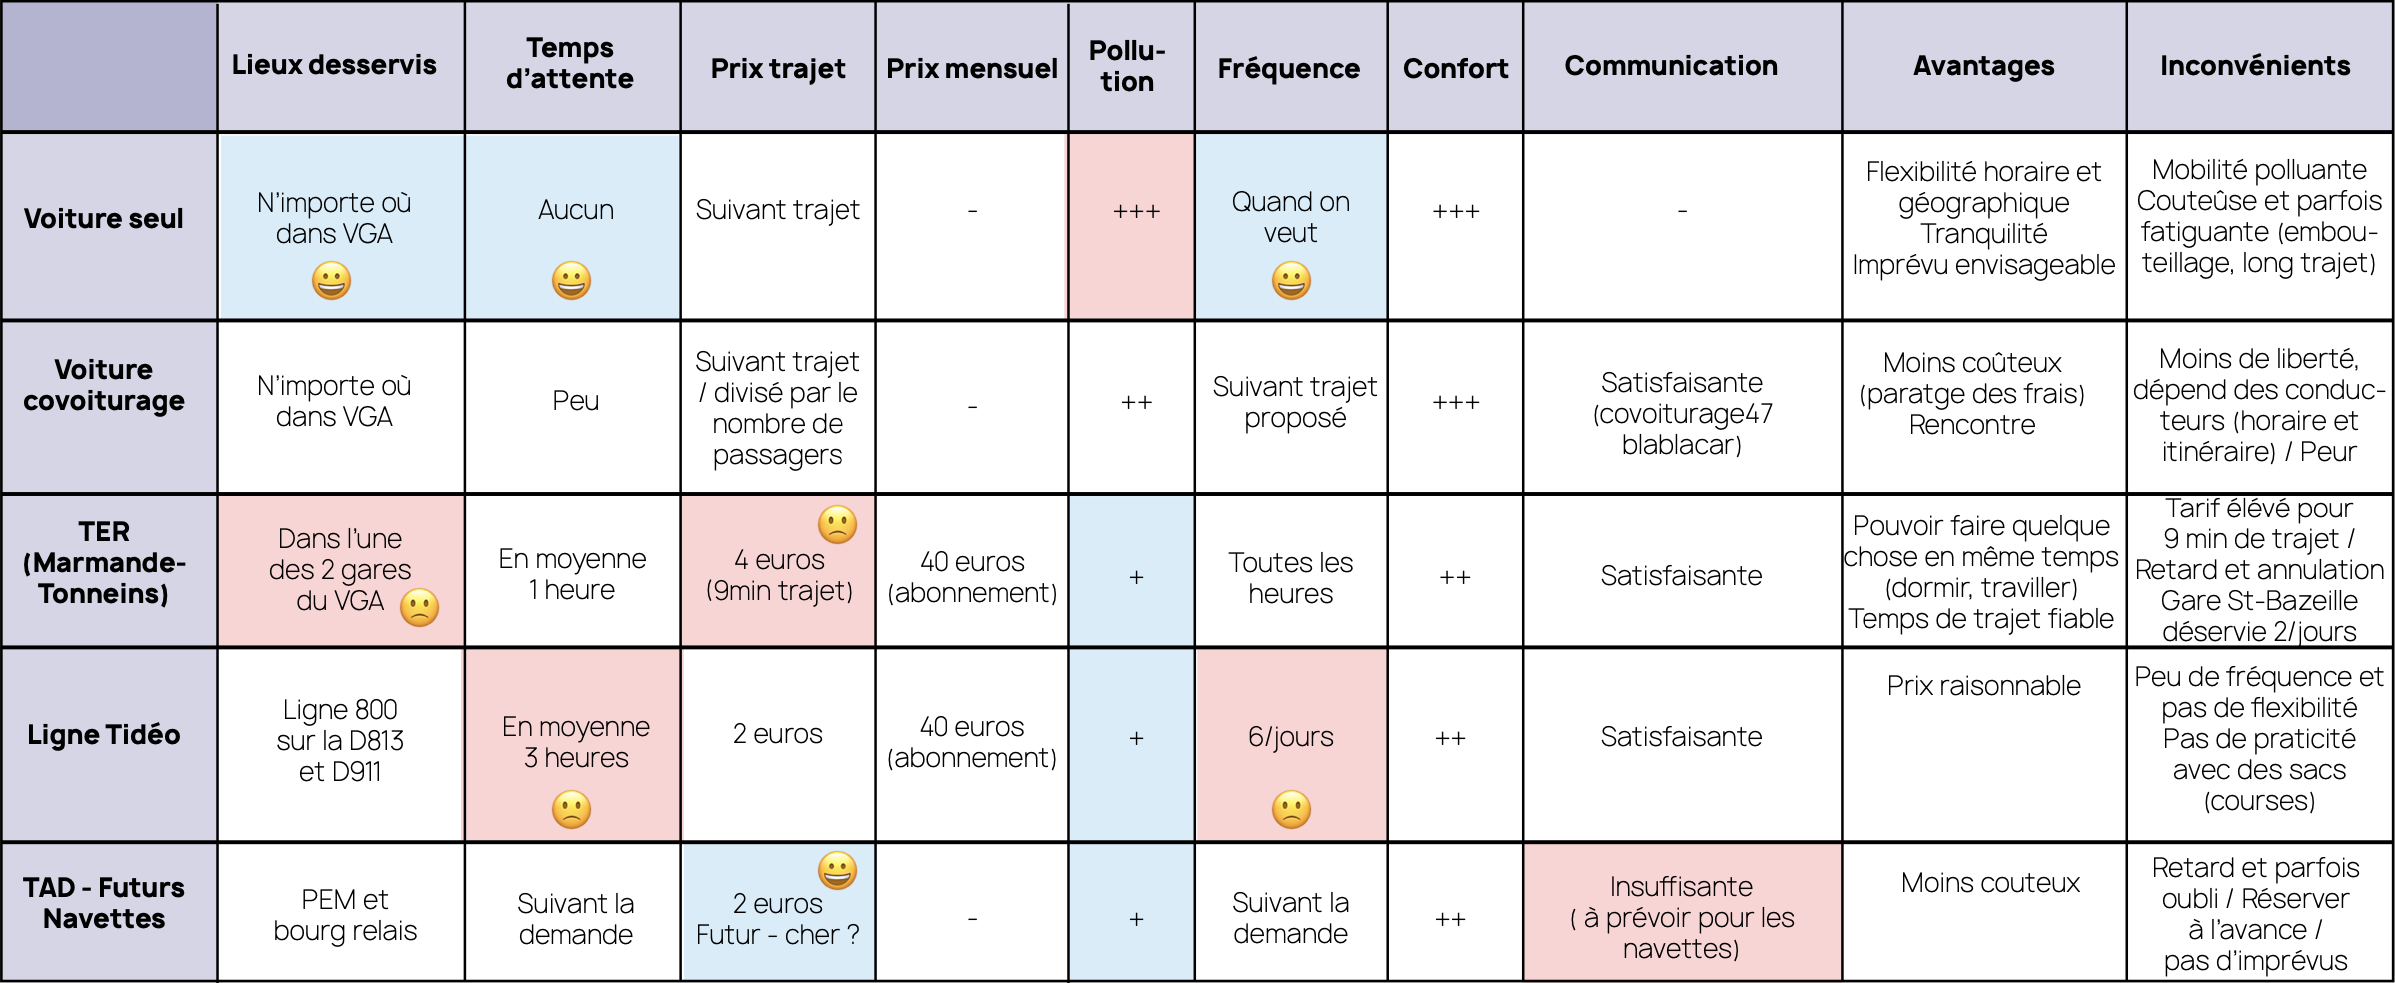 Lieux desservis
Temps
d’attente
Prix trajet
Prix mensuel
Pollu-
tion
Fréquence
Confort
Communication
Avantages
Inconvénients
Voiture seul
N’importe où
dans VGA
Aucun
Suivant trajet
-
+++
Quand on
veut
+++
-
Flexibilité horaire et
géographique
Tranquilité
Imprévu envisageable
Mobilité polluante
Couteûse et parfois
fatiguante (embou-
teillage, long trajet)
Voiture
covoiturage
N’importe où
dans VGA
Peu
Suivant trajet
/ divisé par le
nombre de
passagers
-
++
Suivant trajet
proposé
+++
Satisfaisante
(covoiturage47
blablacar)
Moins coûteux
(paratge des frais)
Rencontre
Moins de liberté,
dépend des conduc-
teurs (horaire et
itinéraire) / Peur
TER
(Marmande-
Tonneins)
Dans l’une
des 2 gares
du VGA
En moyenne
1 heure
4 euros
(9min trajet)
40 euros
(abonnement)
+
Toutes les
heures
++
Satisfaisante
Pouvoir faire quelque
chose en même temps
(dormir, traviller)
Temps de trajet fiable
Tarif élévé pour
9 min de trajet /
Retard et annulation
Gare St-Bazeille
déservie 2/jours
Ligne Tidéo
Ligne 800
sur la D813
et D911
En moyenne
3 heures
2 euros
40 euros
(abonnement)
+
6/jours
++
Satisfaisante
Prix raisonnable
Peu de fréquence et
pas de flexibilité
Pas de praticité
avec des sacs
(courses)
TAD - Futurs
Navettes
PEM et
bourg relais
Suivant la
demande
2 euros
Futur - cher ?
-
+
Suivant la
demande
++
Insuffisante
( à prévoir pour les
navettes)
Moins couteux
Retard et parfois
oubli / Réserver
à l’avance /
pas d’imprévus